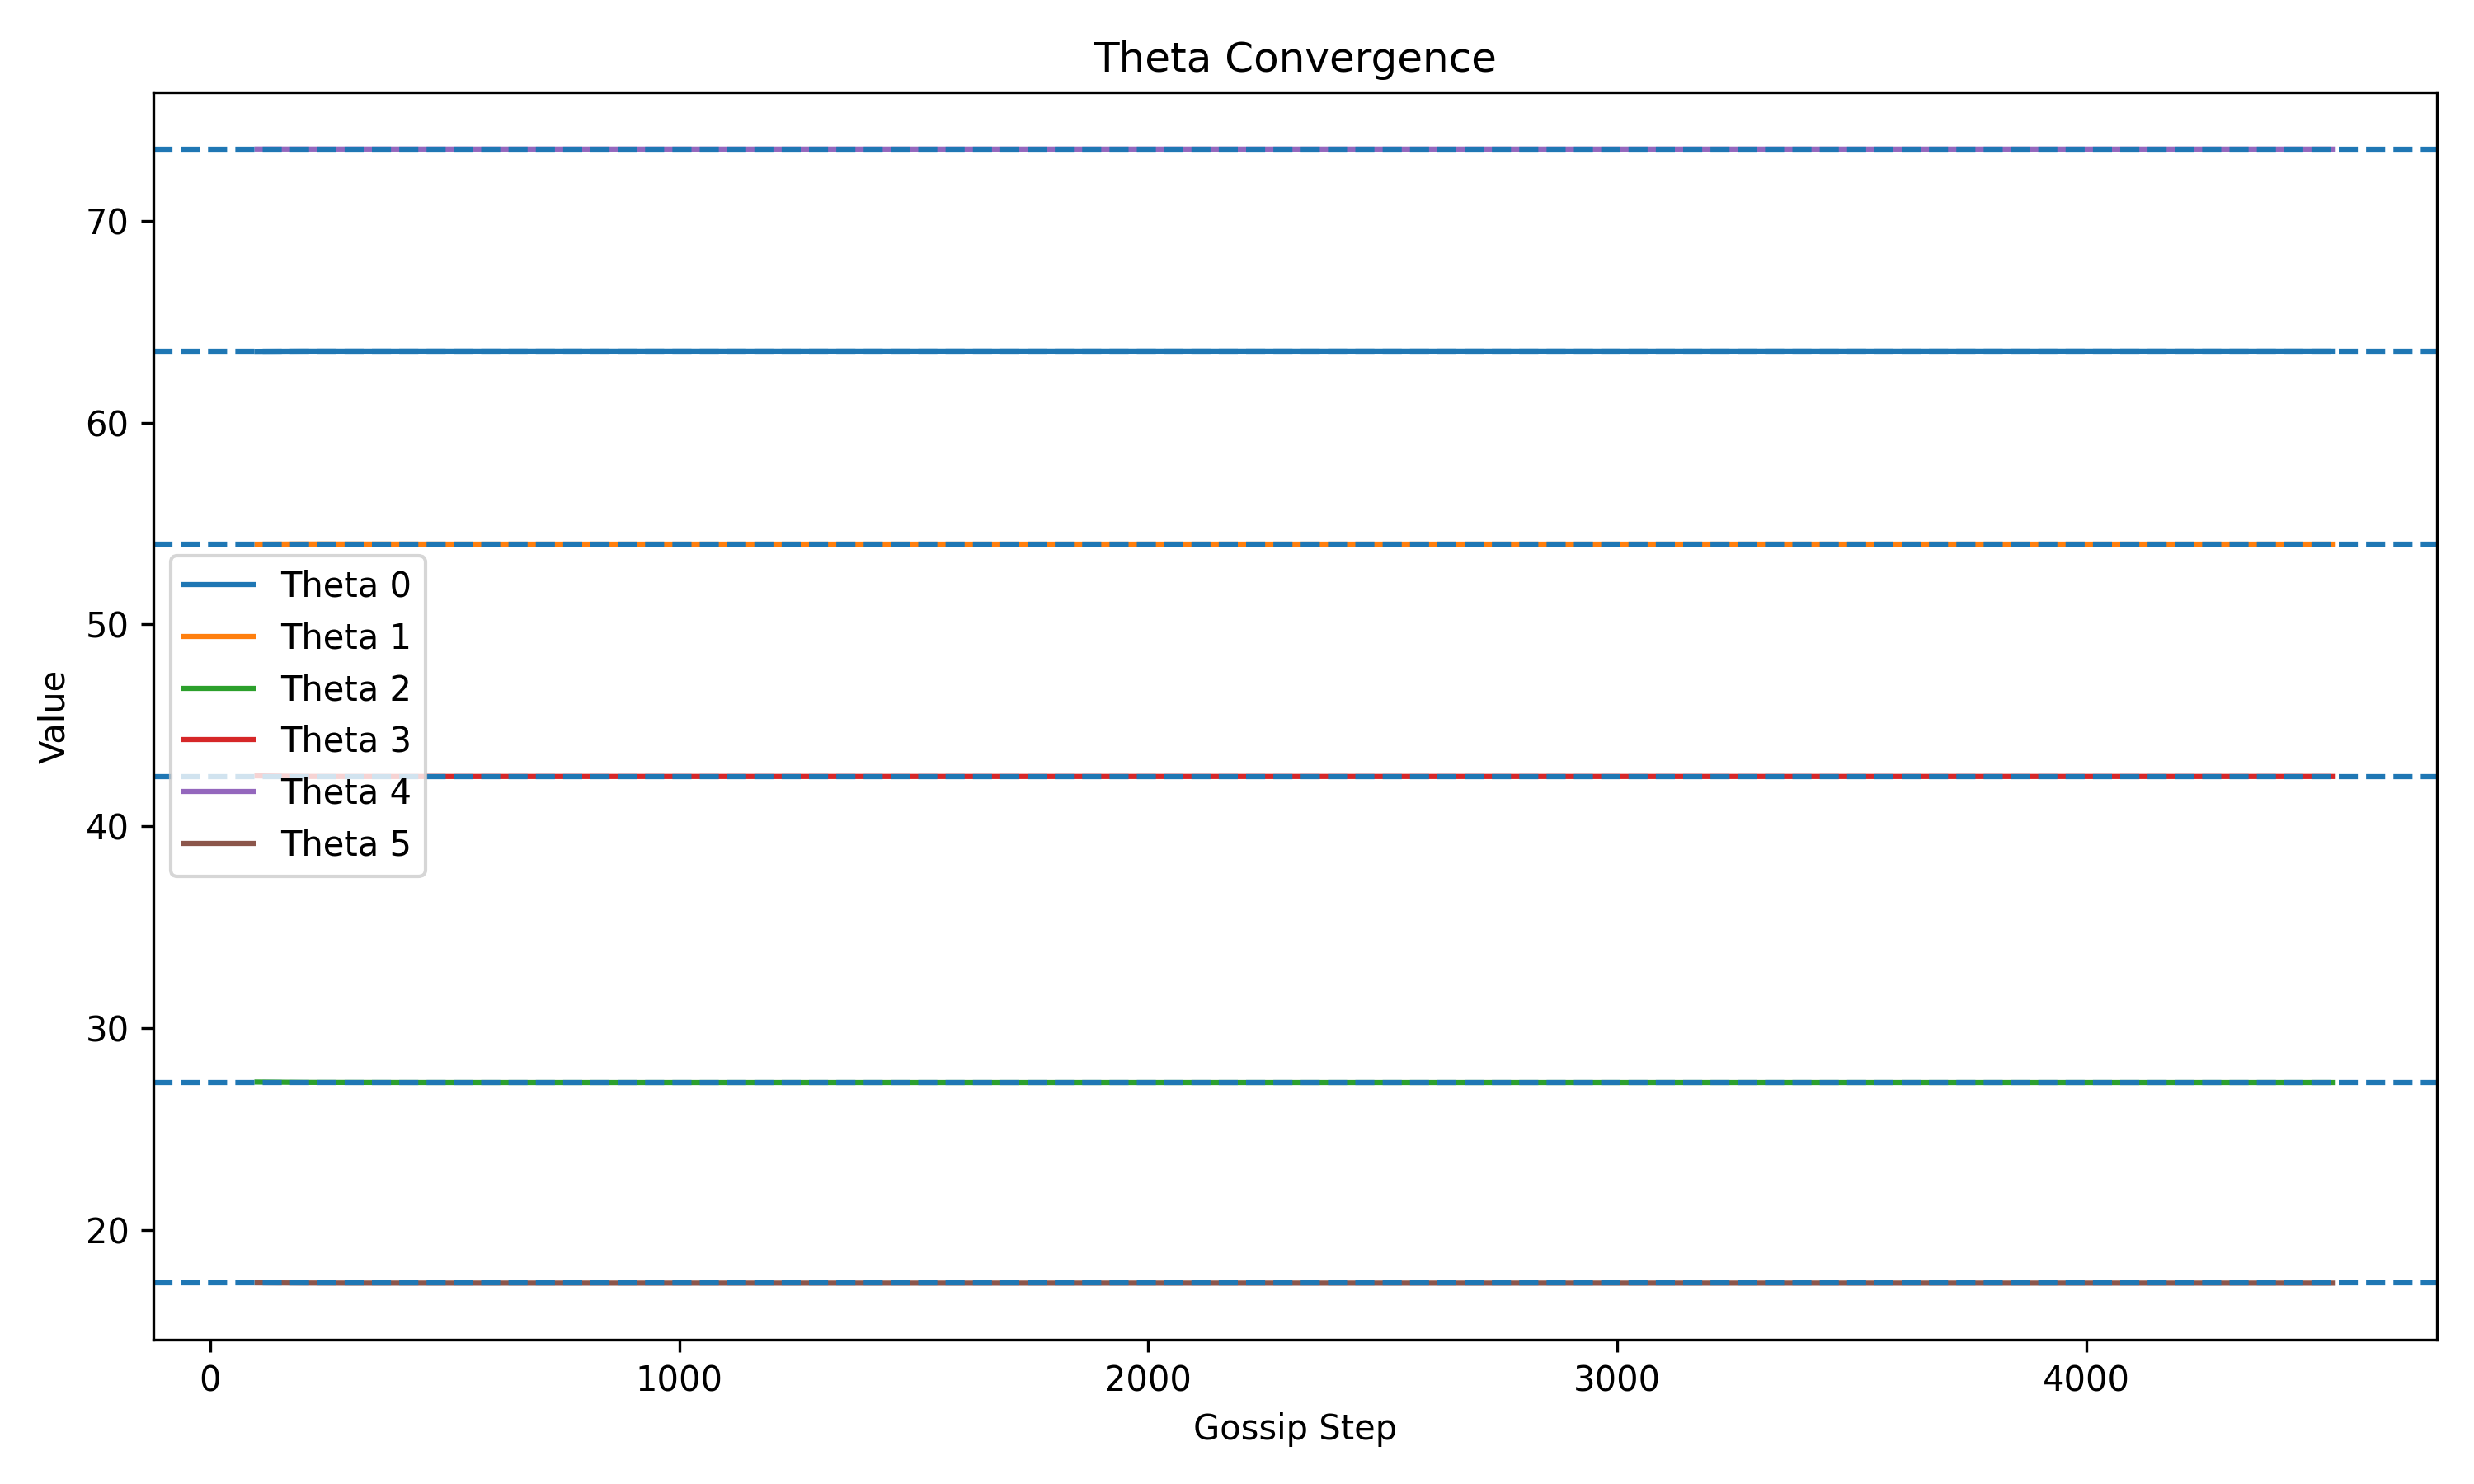 Theta Convergence
70
60
50
40
30
20
Value
Theta 0
Theta 1
Theta 2
Theta 3
Theta 4
Theta 5
0 1000 2000 3000 4000
Gossip Step